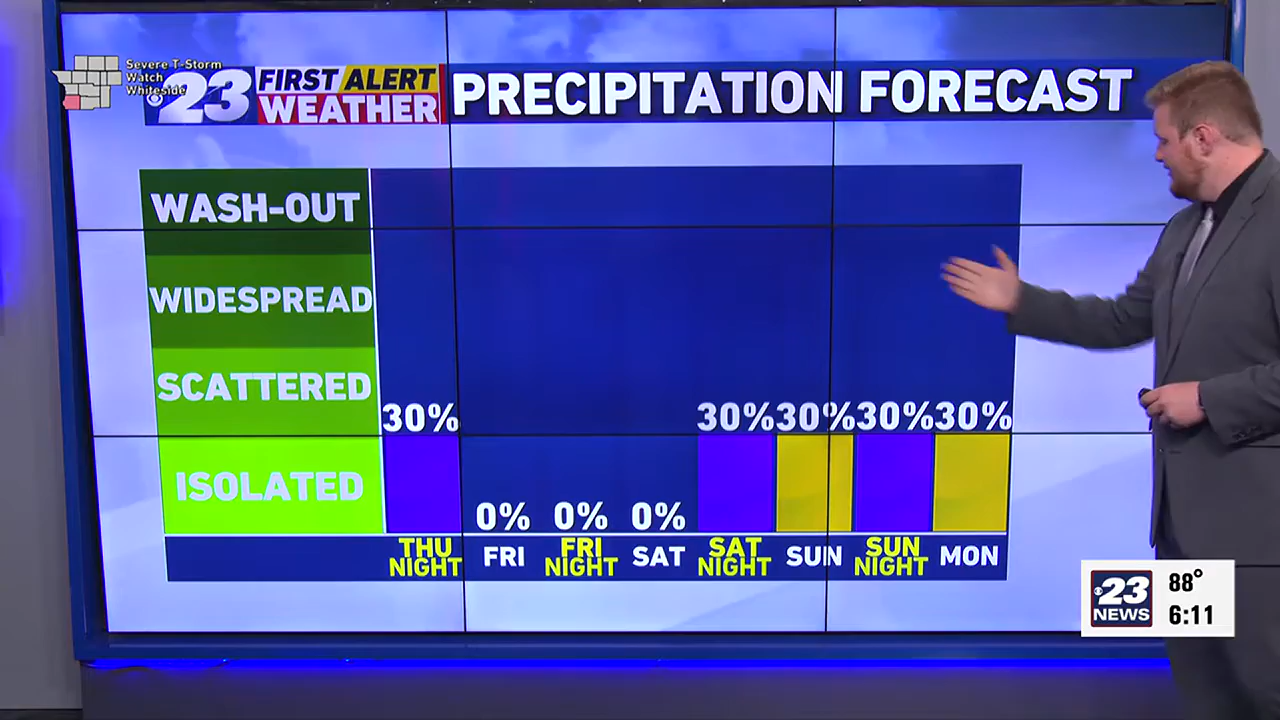 Severe T-Storm
Watch
Whiteside
23 FIRST ALERT
WEATHER
PRECIPITATION FORECAST
WASH-OUT
WIDESPREAD
SCATTERED
ISOLATED
30% 0% 0% 0% 30% 30% 30% 30%
THU NIGHT
FRI
FRI NIGHT
SAT
SAT NIGHT
SUN
SUN NIGHT
MON
23
NEWS
88°
6:11